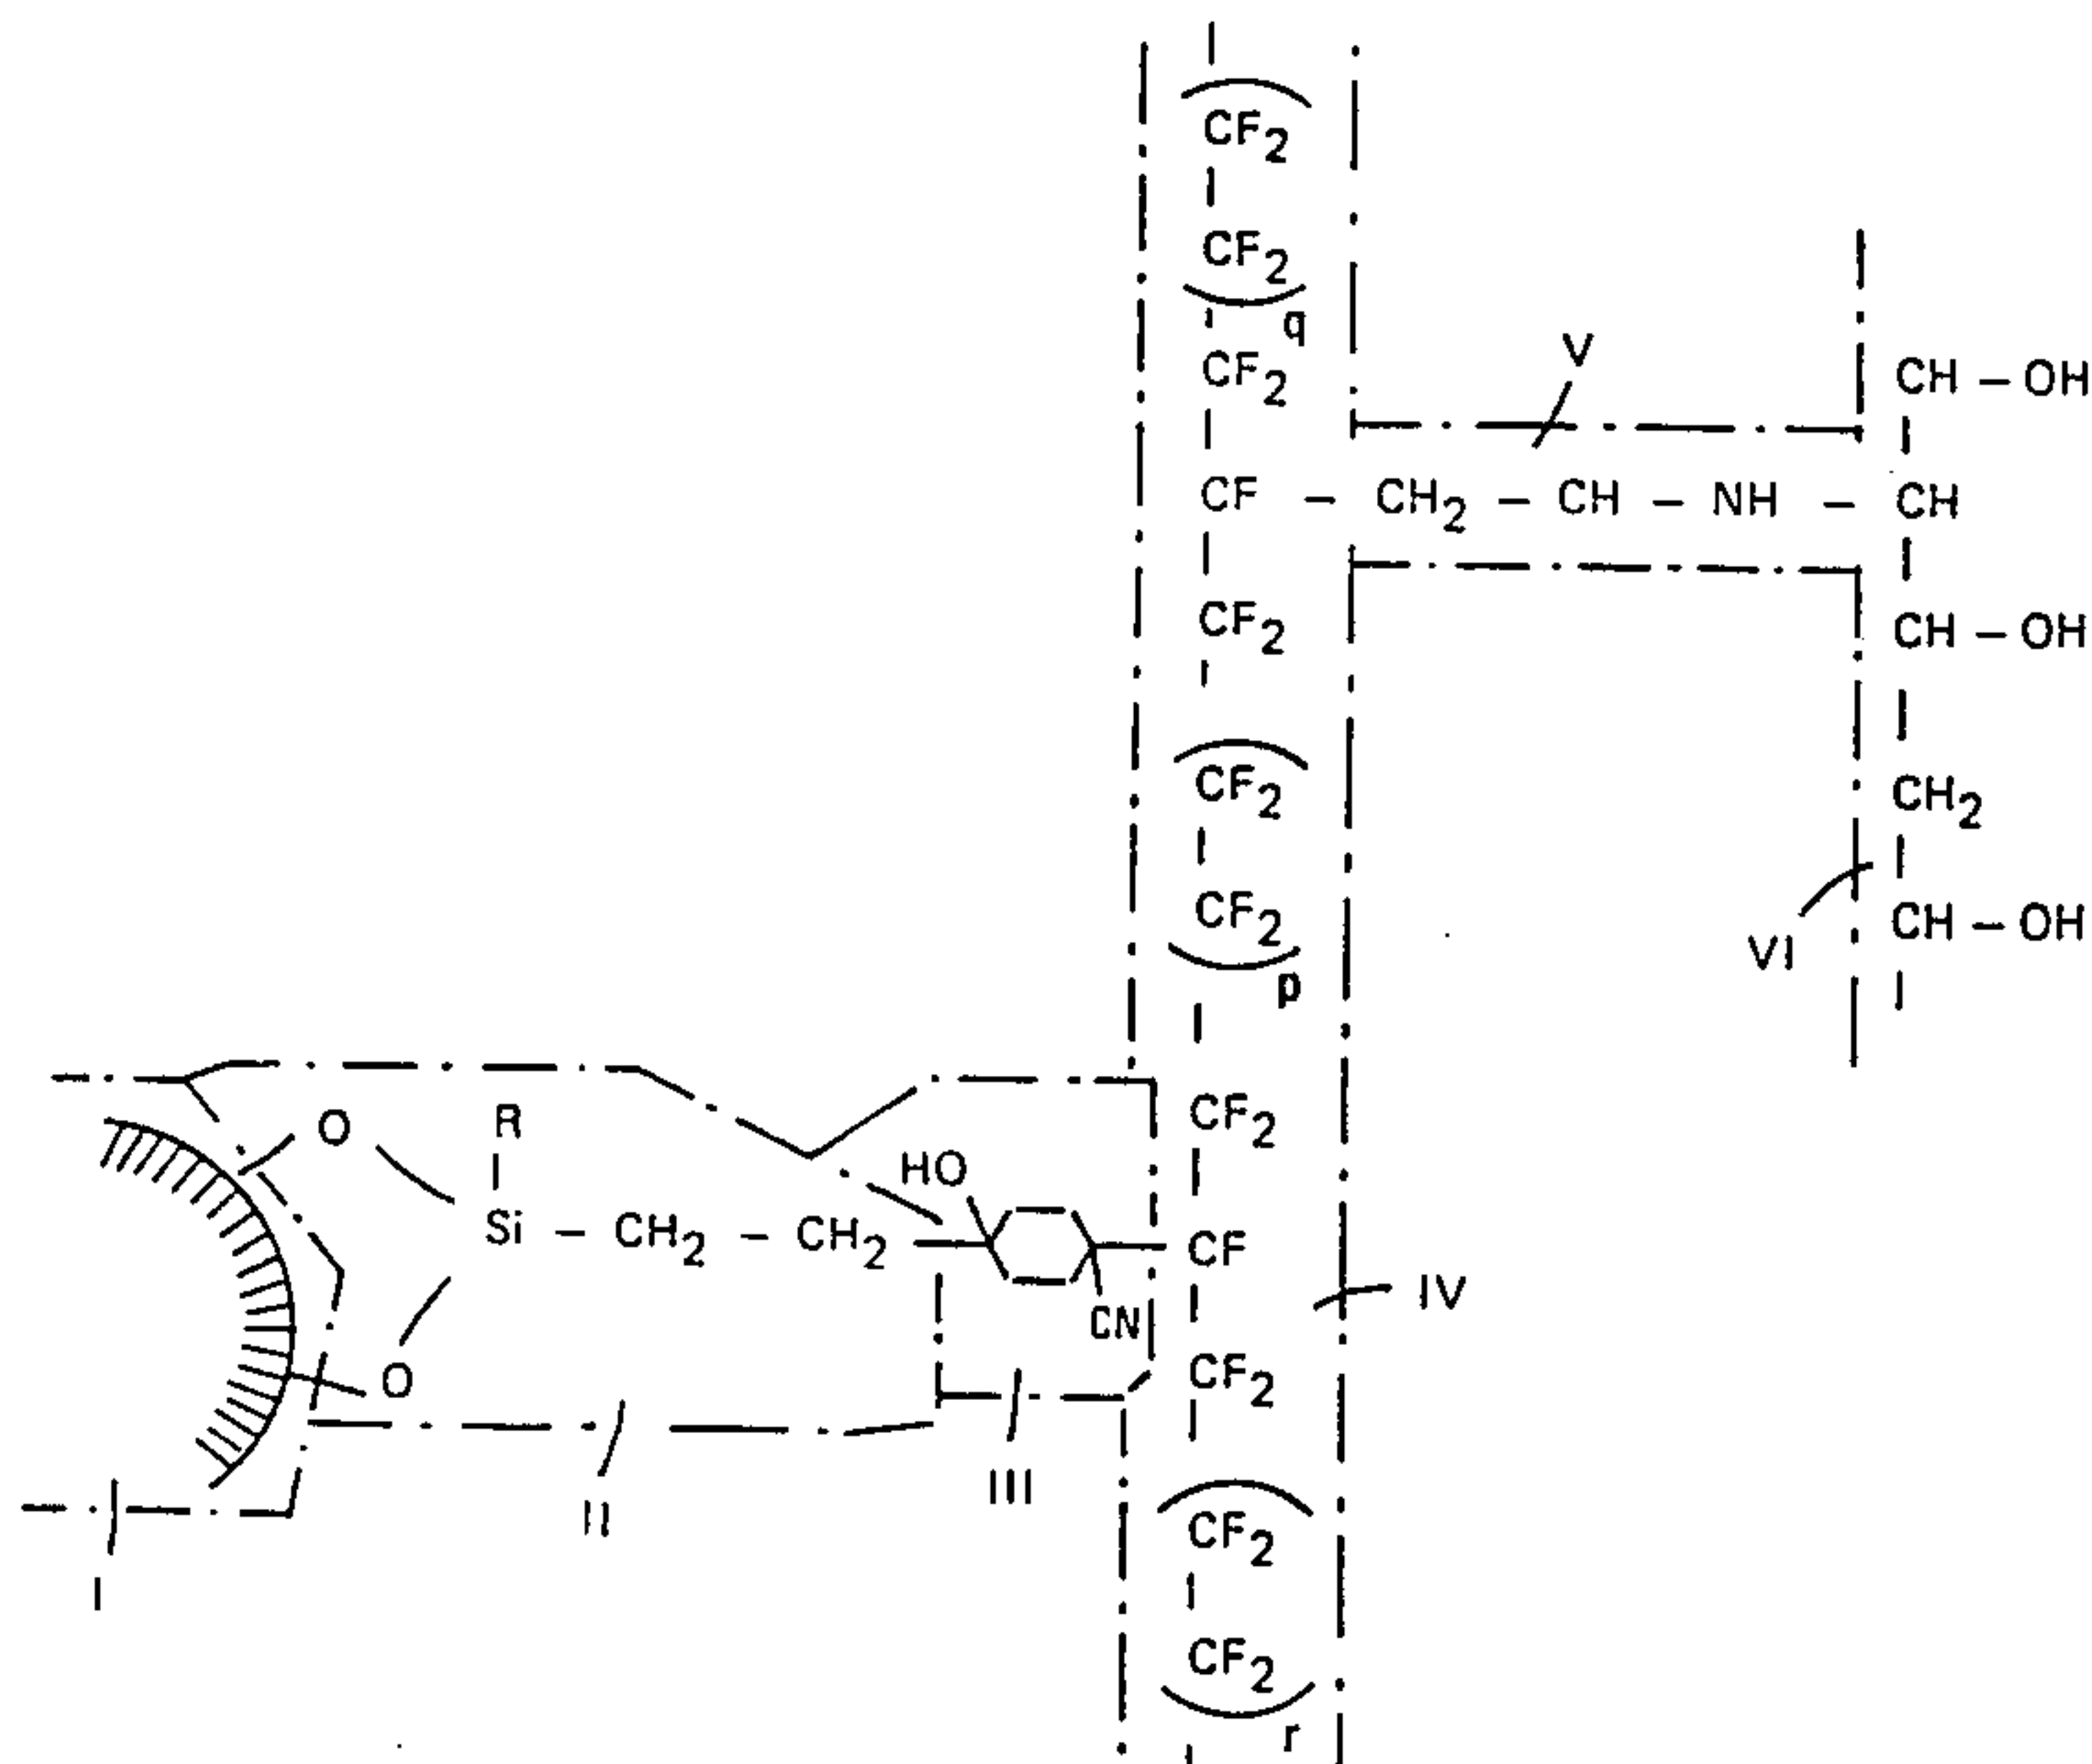 CF2
CF2
q
CF2
V
CH – OH
CF – CH2 – CH – NH – CH
CF2
CH – OH
CF2
CH2
CF2
p
CH – OH
VI
CF2
O
R
HO
Si – CH2 – CH2
CF
CN
IV
O
CF2
III
II
CF2
I
CF2
r